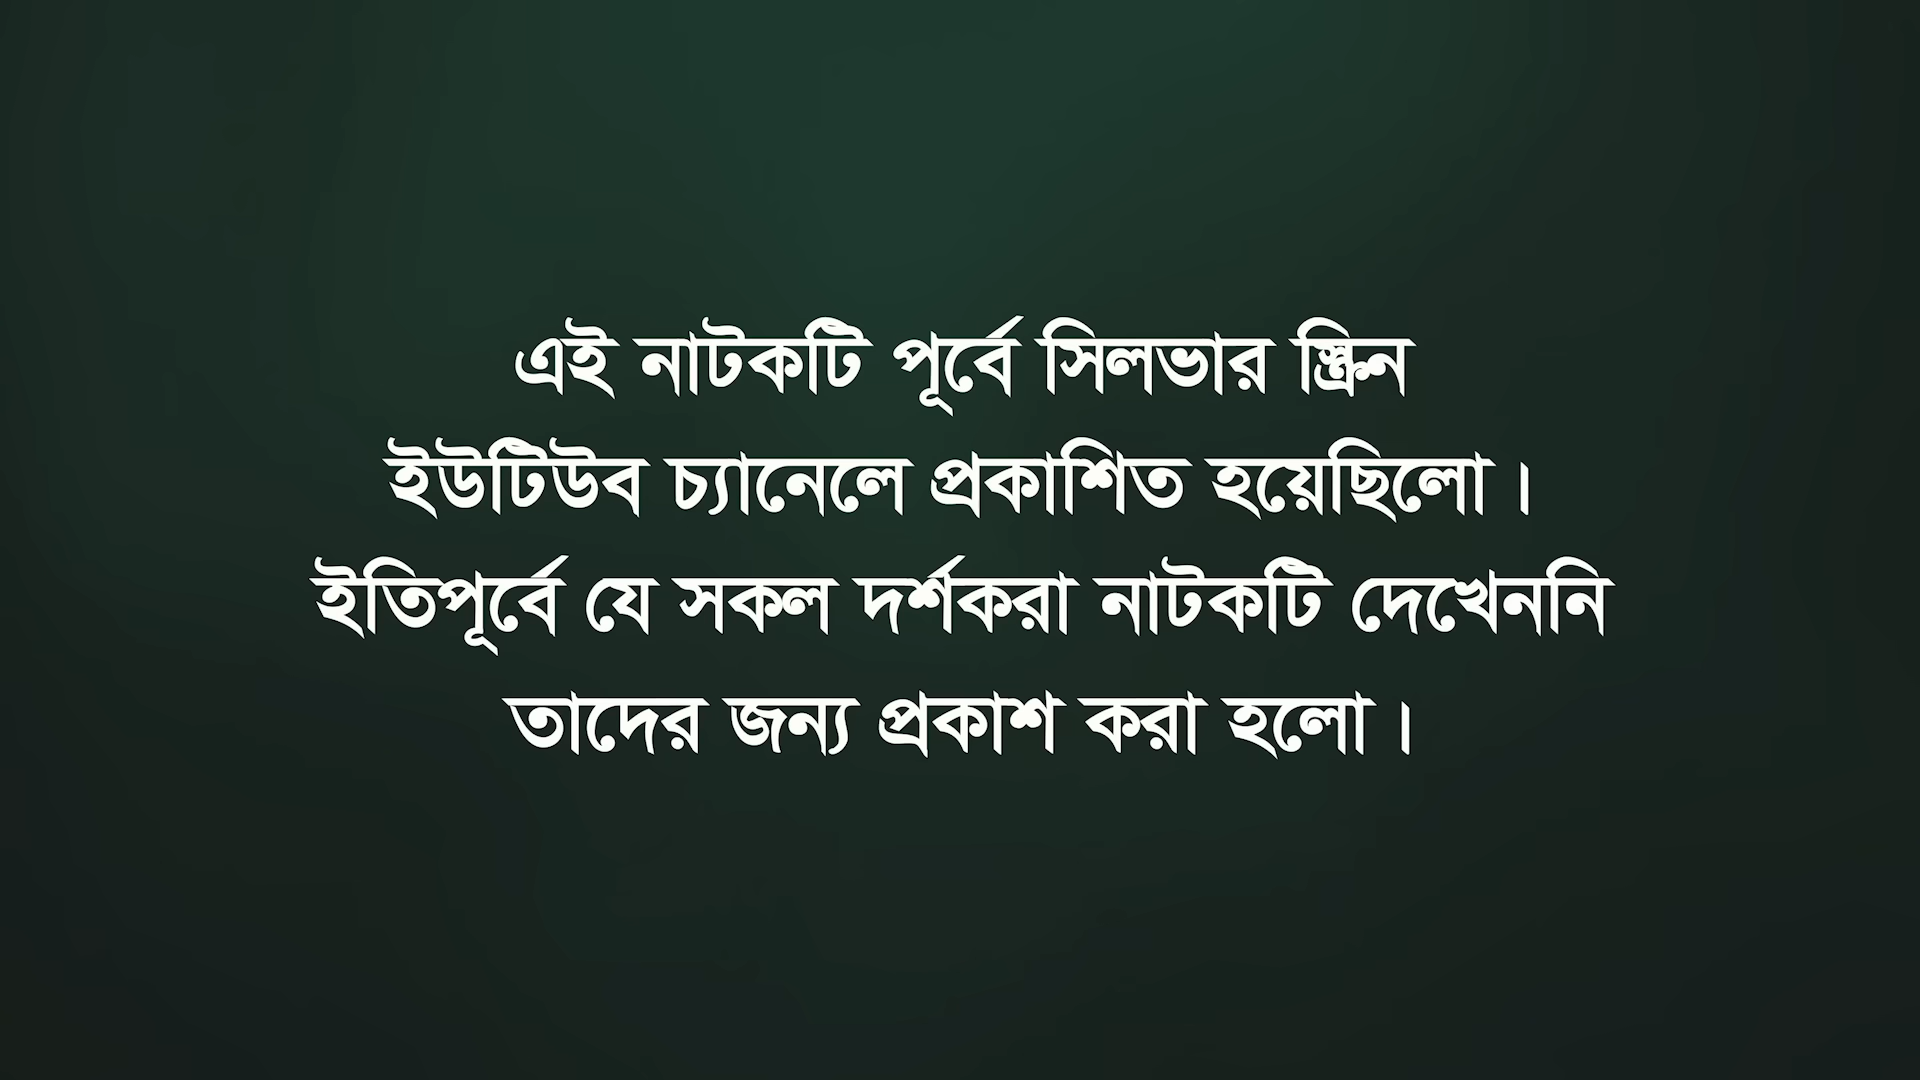 এই নাটকটি পূর্বে সিলভার স্ক্রিন
ইউটিউব চ্যানেলে প্রকাশিত হয়েছিলো।
ইতিপূর্বে যে সকল দর্শকরা নাটকটি দেখেননি
তাদের জন্য প্রকাশ করা হলো।